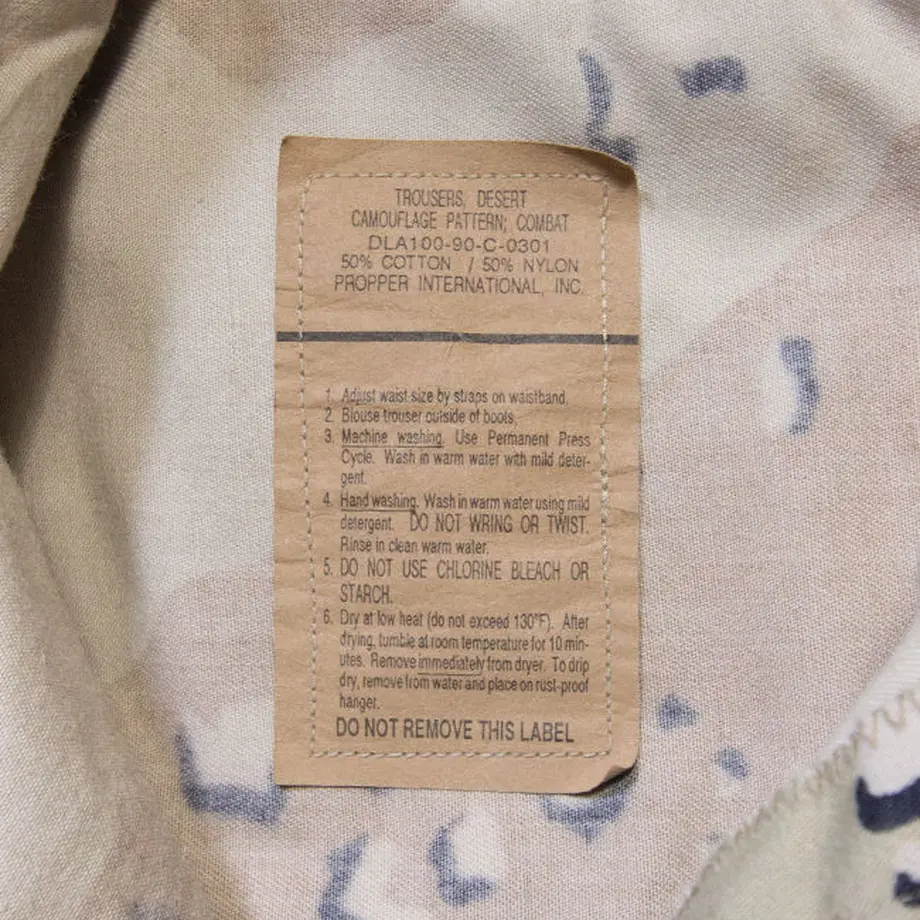 TROUSERS, DESERT
CAMOUFLAGE PATTERN; COMBAT
DLA100-90-C-0301
50% COTTON / 50% NYLON
PROPPER INTERNATIONAL, INC.
1. Adjust waist size by straps on waistband.
2. Blouse trouser outside of boots.
3. Machine washing. Use Permanent Press
Cycle. Wash in warm water with mild deter-
gent.
4. Hand washing. Wash in warm water using mild
detergent. DO NOT WRING OR TWIST.
Rinse in clean warm water.
5. DO NOT USE CHLORINE BLEACH OR
STARCH.
6. Dry at low heat (do not exceed 130°F). After
drying, tumble at room temperature for 10 min-
utes. Remove immediately from dryer. To drip
dry, remove from water and place on rust-proof
hanger.
DO NOT REMOVE THIS LABEL